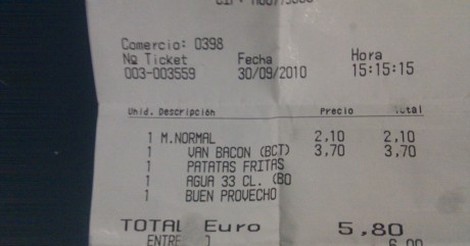 Comercio: 0398
Nº Ticket Fecha Hora
003-003559 30/09/2010 15:15:15
Unid. Descripción Precio
1 M.NORMAL 2,10 2,10
1 VAN BACON (BCT) 3,70 3,70
1 PATATAS FRITAS
1 AGUA 33 CL. (BO
1 BUEN PROVECHO
TOTAL Euro 5,80